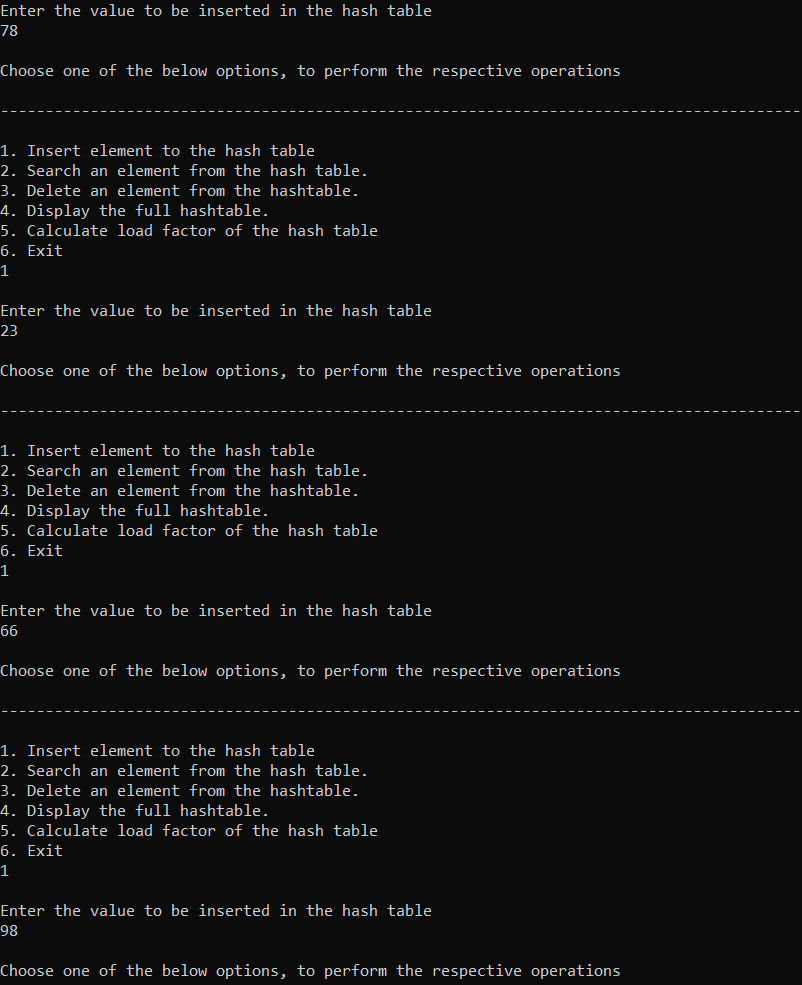 Enter the value to be inserted in the hash table
78
Choose one of the below options, to perform the respective operations
-----------------------------------------------------------------------------------------
1. Insert element to the hash table
2. Search an element from the hash table.
3. Delete an element from the hashtable.
4. Display the full hashtable.
5. Calculate load factor of the hash table
6. Exit
1
Enter the value to be inserted in the hash table
23
Choose one of the below options, to perform the respective operations
-----------------------------------------------------------------------------------------
1. Insert element to the hash table
2. Search an element from the hash table.
3. Delete an element from the hashtable.
4. Display the full hashtable.
5. Calculate load factor of the hash table
6. Exit
1
Enter the value to be inserted in the hash table
66
Choose one of the below options, to perform the respective operations
-----------------------------------------------------------------------------------------
1. Insert element to the hash table
2. Search an element from the hash table.
3. Delete an element from the hashtable.
4. Display the full hashtable.
5. Calculate load factor of the hash table
6. Exit
1
Enter the value to be inserted in the hash table
98
Choose one of the below options, to perform the respective operations